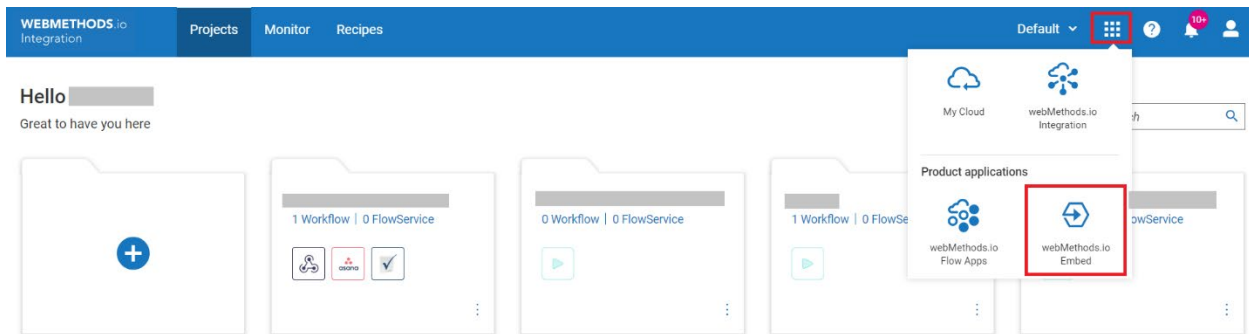 WEBMETHODS.io
Integration
Projects
Monitor
Recipes
Default
10+
My Cloud
webMethods.io
Integration
Hello
Great to have you here
Product applications
webMethods.io
Flow Apps
webMethods.io
Embed
1 Workflow | 0 FlowService
0 Workflow | 0 FlowService
1 Workflow | 0 FlowSe
owService
asana